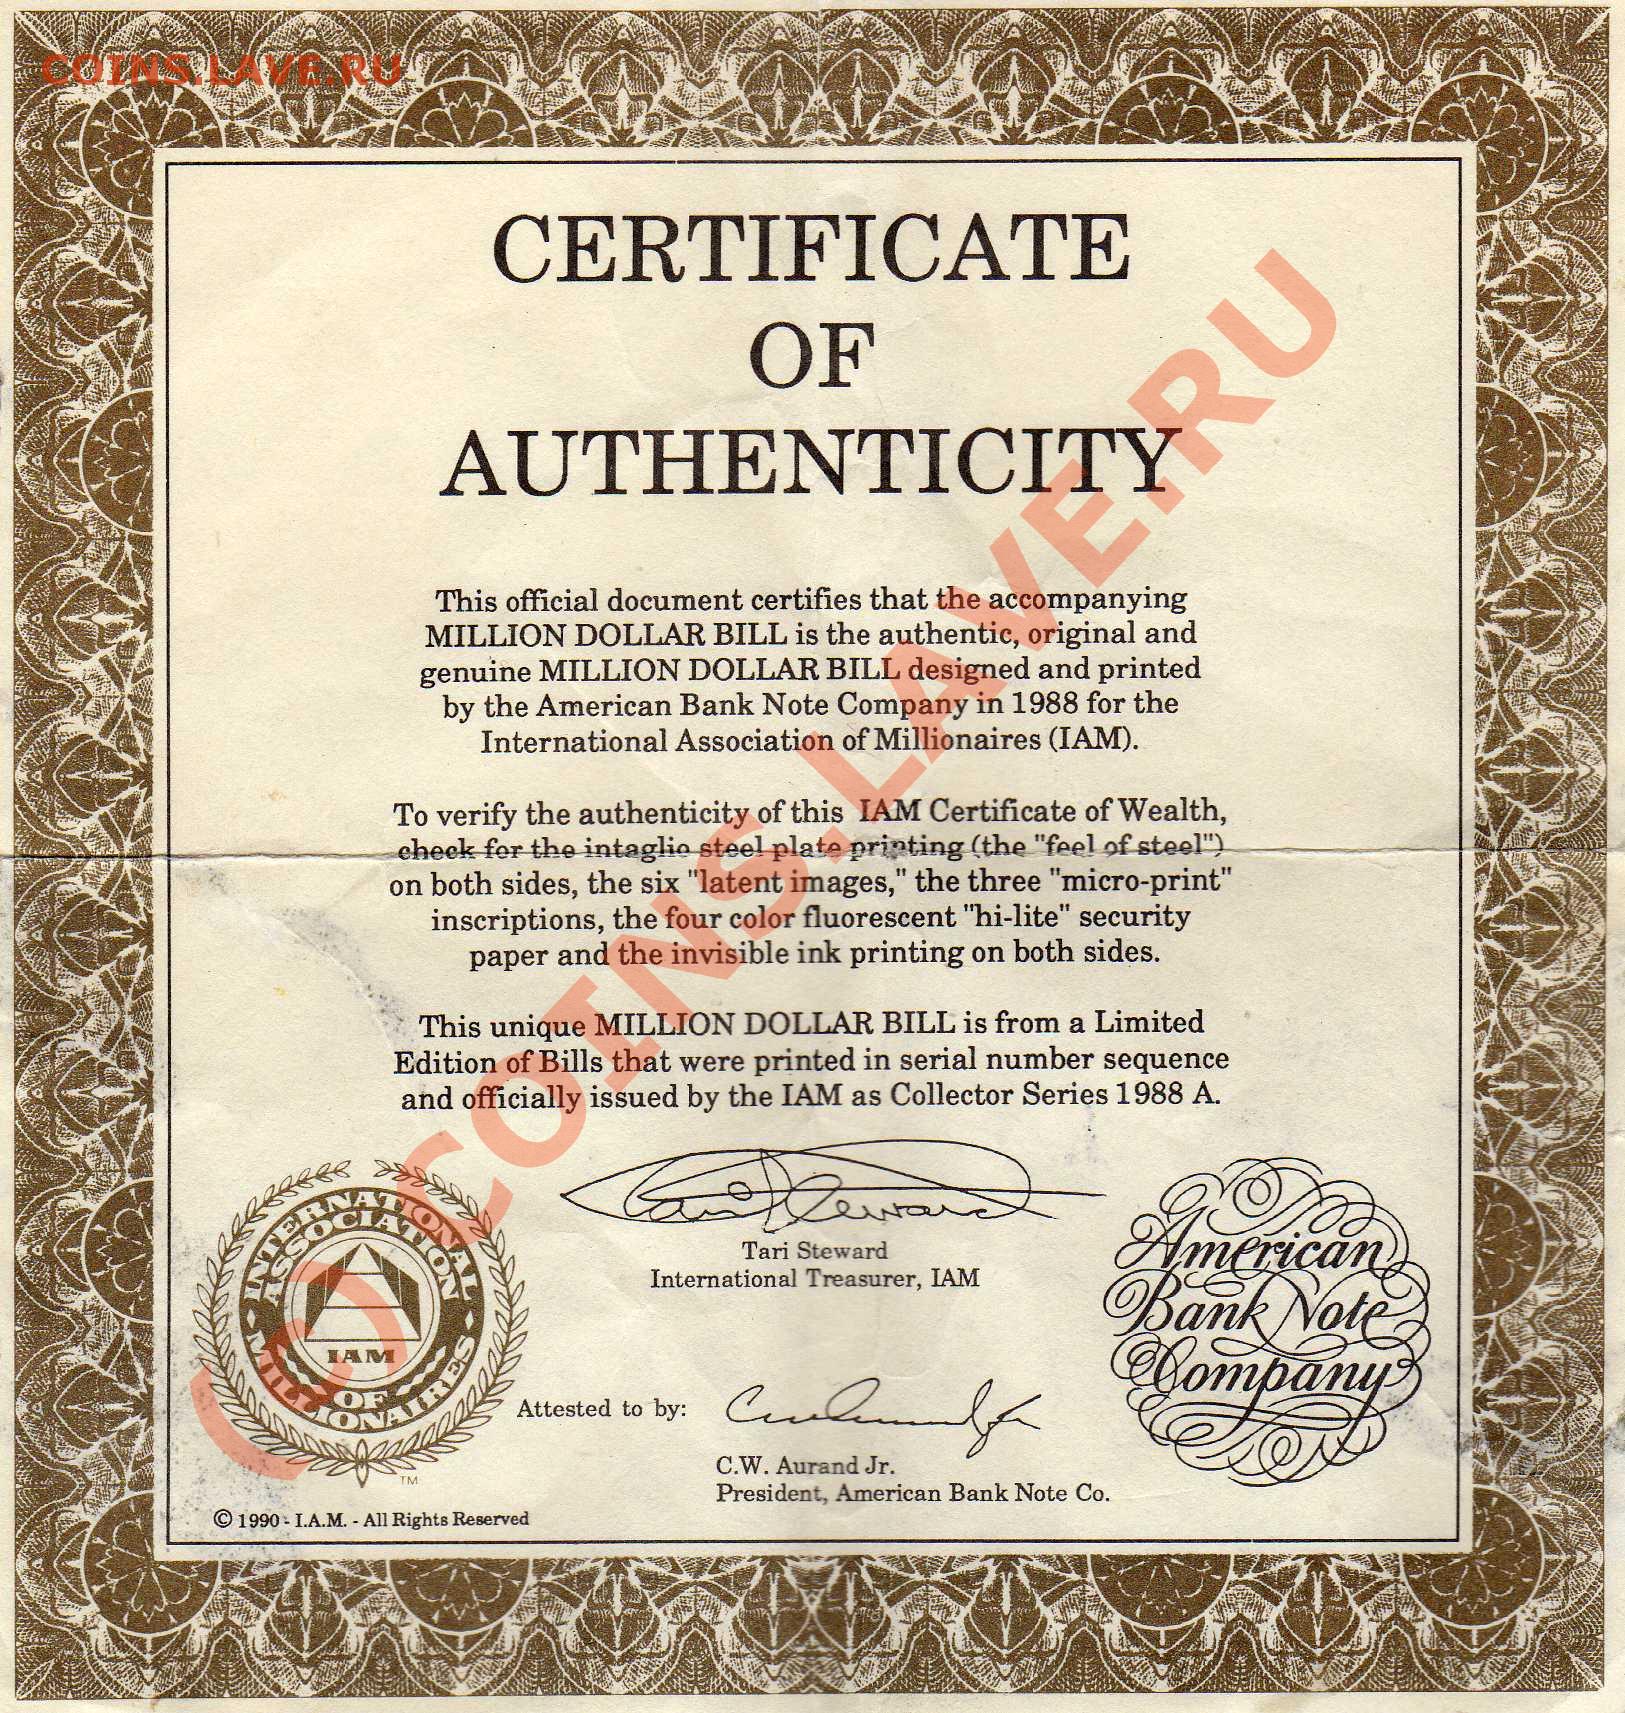 COINS.LAVE.RU
CERTIFICATE
OF
AUTHENTICITY
This official document certifies that the accompanying
MILLION DOLLAR BILL is the authentic, original and
genuine MILLION DOLLAR BILL designed and printed
by the American Bank Note Company in 1988 for the
International Association of Millionaires (IAM).
To verify the authenticity of this IAM Certificate of Wealth,
check for the intaglio steel plate printing (the "feel of steel")
on both sides, the six "latent images," the three "micro-print"
inscriptions, the four color fluorescent "hi-lite" security
paper and the invisible ink printing on both sides.
This unique MILLION DOLLAR BILL is from a Limited
Edition of Bills that were printed in serial number sequence
and officially issued by the IAM as Collector Series 1988 A.
Tari Steward
Tari Steward
International Treasurer, IAM
INTERNATIONAL
ASSOCIATION
IAM
OF
MILLIONAIRES
TM
American
Bank Note
Company
Attested to by:
C.W. Aurand Jr.
President, American Bank Note Co.
© 1990 - I.A.M. - All Rights Reserved
(c) COINS.LAVE.RU